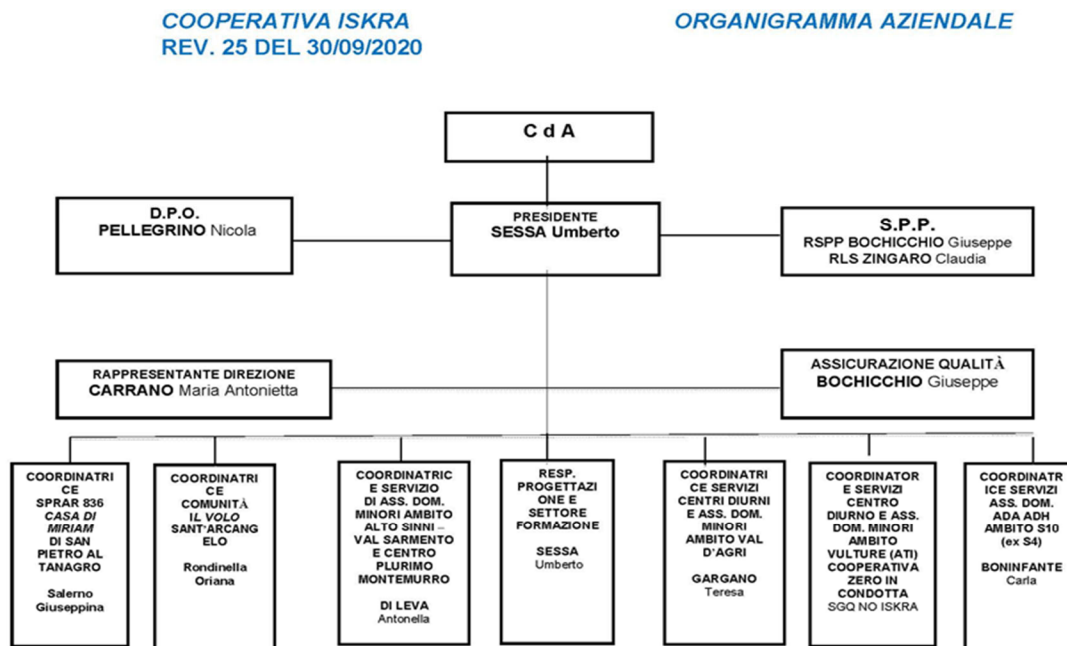 COOPERATIVA ISKRA
ORGANIGRAMMA AZIENDALE
REV. 25 DEL 30/09/2020
C d A
D.P.O.
PELLEGRINO Nicola
PRESIDENTE
SESSA Umberto
S.P.P.
RSPP BOCHICCHIO Giuseppe
RLS ZINGARO Claudia
RAPPRESENTANTE DIREZIONE
CARRANO Maria Antonietta
ASSICURAZIONE QUALITÀ
BOCHICCHIO Giuseppe
COORDINATRI
CE
SPRAR 836
CASA DI
MIRIAM
DI SAN
PIETRO AL
TANAGRO
Salerno
Giuseppina
COORDINATRI
CE
COMUNITÀ
IL VOLO
SANT'ARCANG
ELO
Rondinella
Oriana
COORDINATRIC
E SERVIZIO
DI ASS. DOM.
MINORI AMBITO
ALTO SINNI –
VAL SARMENTO
E CENTRO
PLURIMO
MONTEMURRO
DI LEVA
Antonella
RESP.
PROGETTAZI
ONE E
SETTORE
FORMAZIONE
SESSA
Umberto
COORDINATRI
CE SERVIZI
CENTRI DIURNI
E ASS. DOM.
MINORI
AMBITO VAL
D'AGRI
GARGANO
Teresa
COORDINATOR
E SERVIZI
CENTRO
DIURNO E ASS.
DOM. MINORI
AMBITO
VULTURE (ATI)
COOPERATIVA
ZERO IN
CONDOTTA
SGQ NO ISKRA
COORDINATR
ICE SERVIZI
ASS. DOM.
ADA ADH
AMBITO S10
(ex S4)
BONINFANTE
Carla